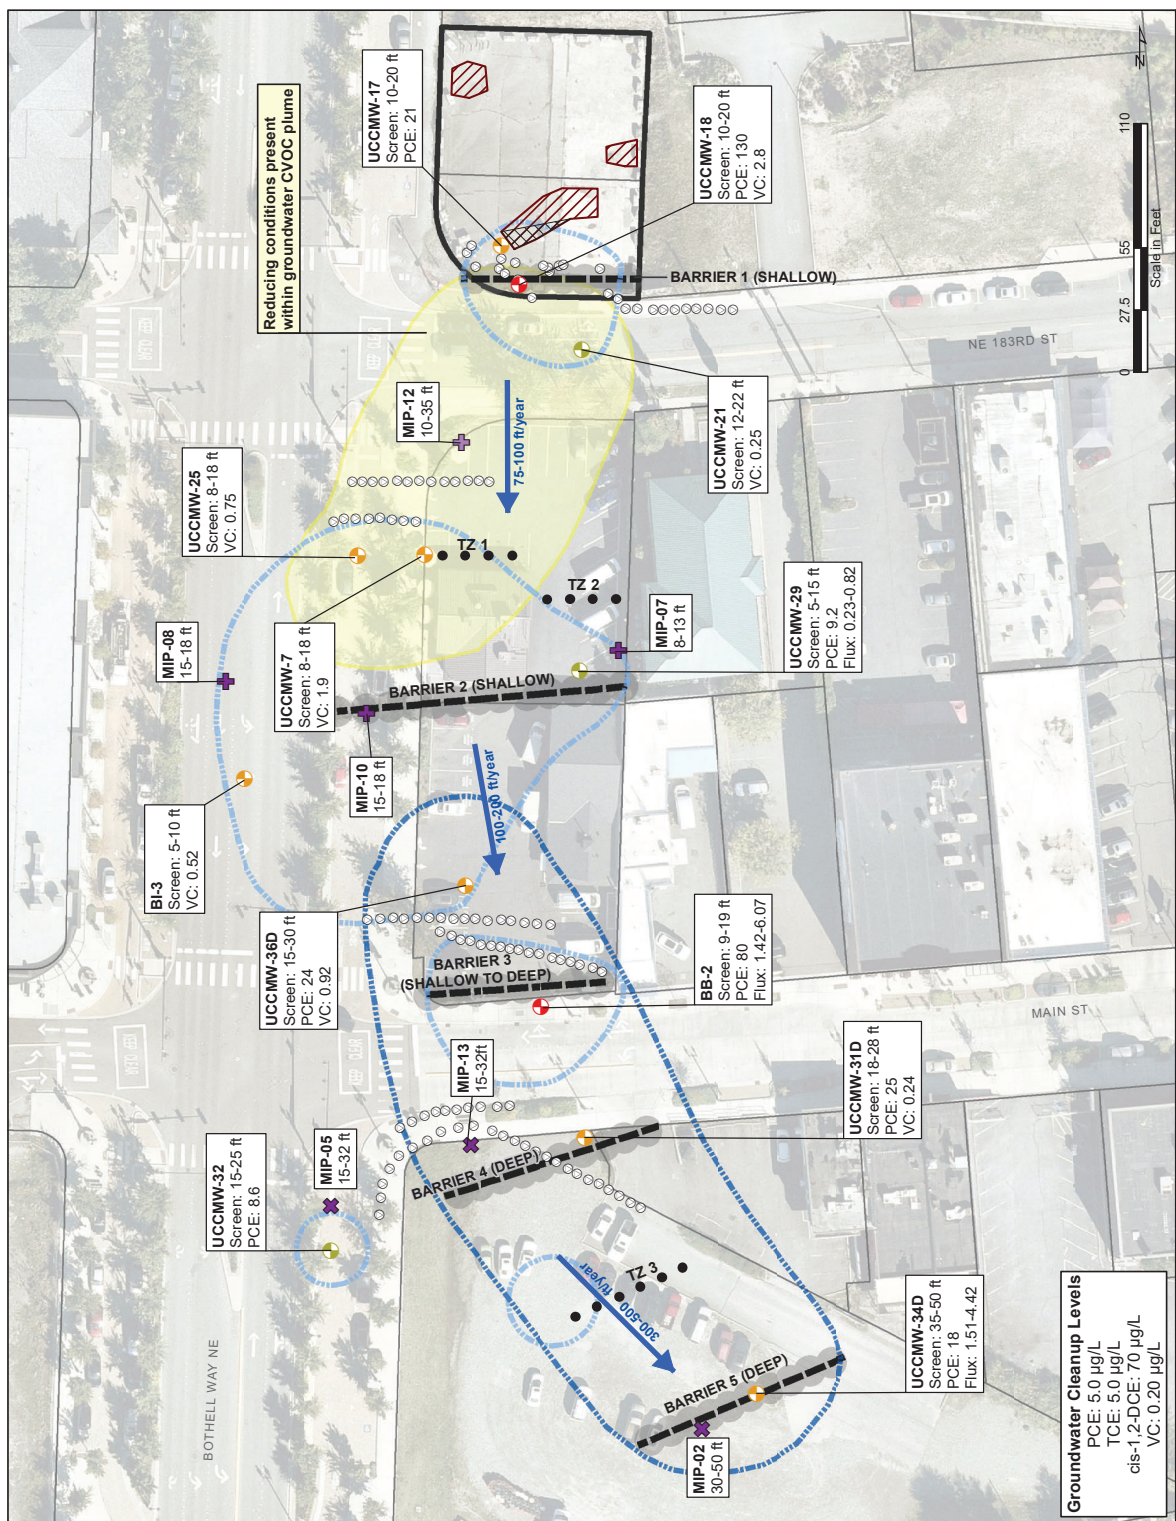 Reducing conditions present
within groundwater CVOC plume
UCCMW-17
Screen: 10-20 ft
PCE: 21
UCCMW-18
Screen: 10-20 ft
PCE: 130
VC: 2.8
BARRIER 1 (SHALLOW)
NE 183RD ST
N
0
27.5
55
110
Scale in Feet
MIP-12
10-35 ft
75-100 ft/year
UCCMW-21
Screen: 12-22 ft
VC: 0.25
UCCMW-25
Screen: 8-18 ft
VC: 0.75
TZ 1
TZ 2
MIP-08
15-18 ft
UCCMW-7
Screen: 8-18 ft
VC: 1.9
MIP-07
8-13 ft
UCCMW-29
Screen: 5-15 ft
PCE: 9.2
Flux: 0.23-0.82
BARRIER 2 (SHALLOW)
MIP-10
15-18 ft
BI-3
Screen: 5-10 ft
VC: 0.52
100-200 ft/year
UCCMW-36D
Screen: 15-30 ft
PCE: 24
VC: 0.92
BARRIER 3
(SHALLOW TO DEEP)
BB-2
Screen: 9-19 ft
PCE: 80
Flux: 1.42-6.07
MAIN ST
MIP-13
15-32ft
UCCMW-31D
Screen: 18-28 ft
PCE: 25
VC: 0.24
BARRIER 4 (DEEP)
UCCMW-32
Screen: 15-25 ft
PCE: 8.6
MIP-05
15-32 ft
BOTHELL WAY NE
TZ 3
300-500 ft/year
BARRIER 5 (DEEP)
UCCMW-34D
Screen: 35-50 ft
PCE: 18
Flux: 1.51-4.42
MIP-02
30-50 ft
Groundwater Cleanup Levels
PCE: 5.0 µg/L
TCE: 5.0 µg/L
cis-1,2-DCE: 70 µg/L
VC: 0.20 µg/L